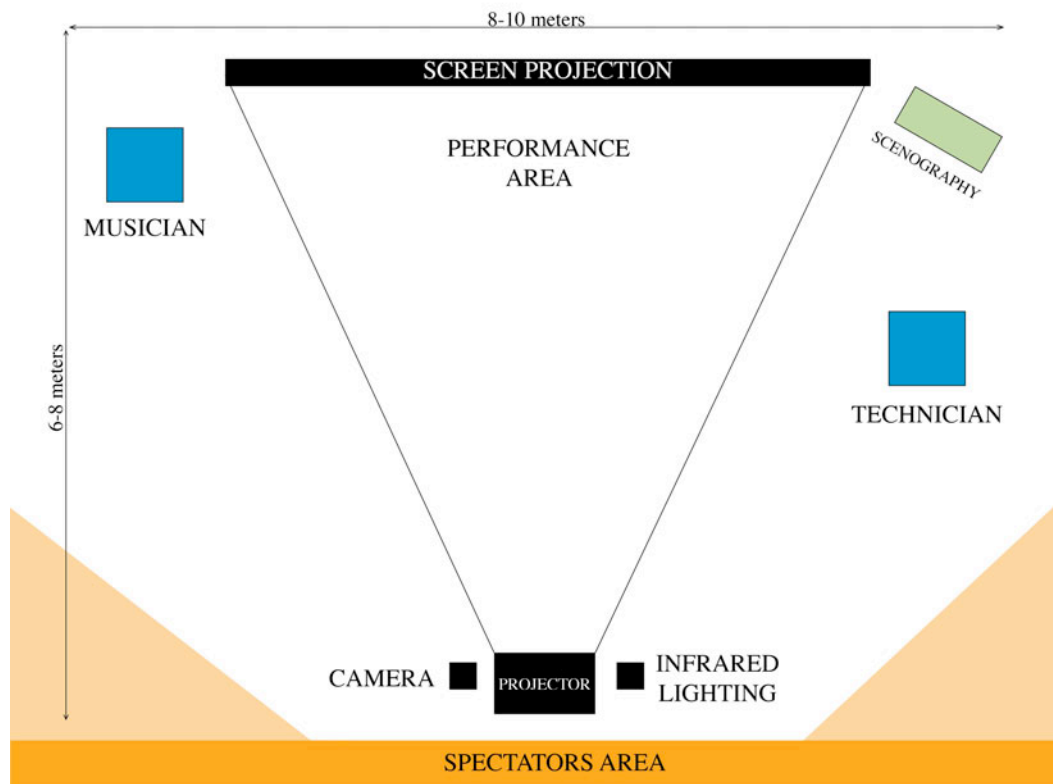 8-10 meters
SCREEN PROJECTION
PERFORMANCE
AREA
SCENOGRAPHY
MUSICIAN
6-8 meters
TECHNICIAN
CAMERA
PROJECTOR
INFRARED
LIGHTING
SPECTATORS AREA